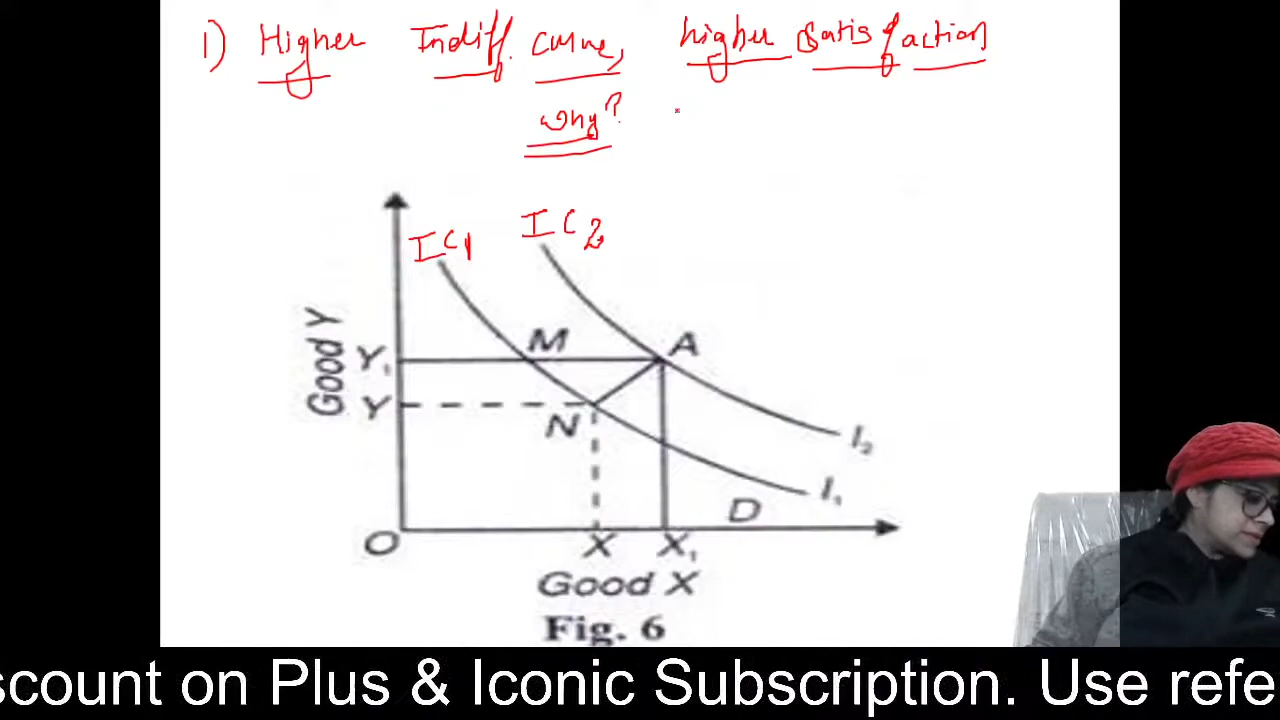 1) Higher Indiff. curve, higher satisfaction
why?
IC1 IC2
Good Y
Y1 M A
Y N
I2
I1
D
O X X1
Good X
Fig. 6
scount on Plus & Iconic Subscription. Use refe